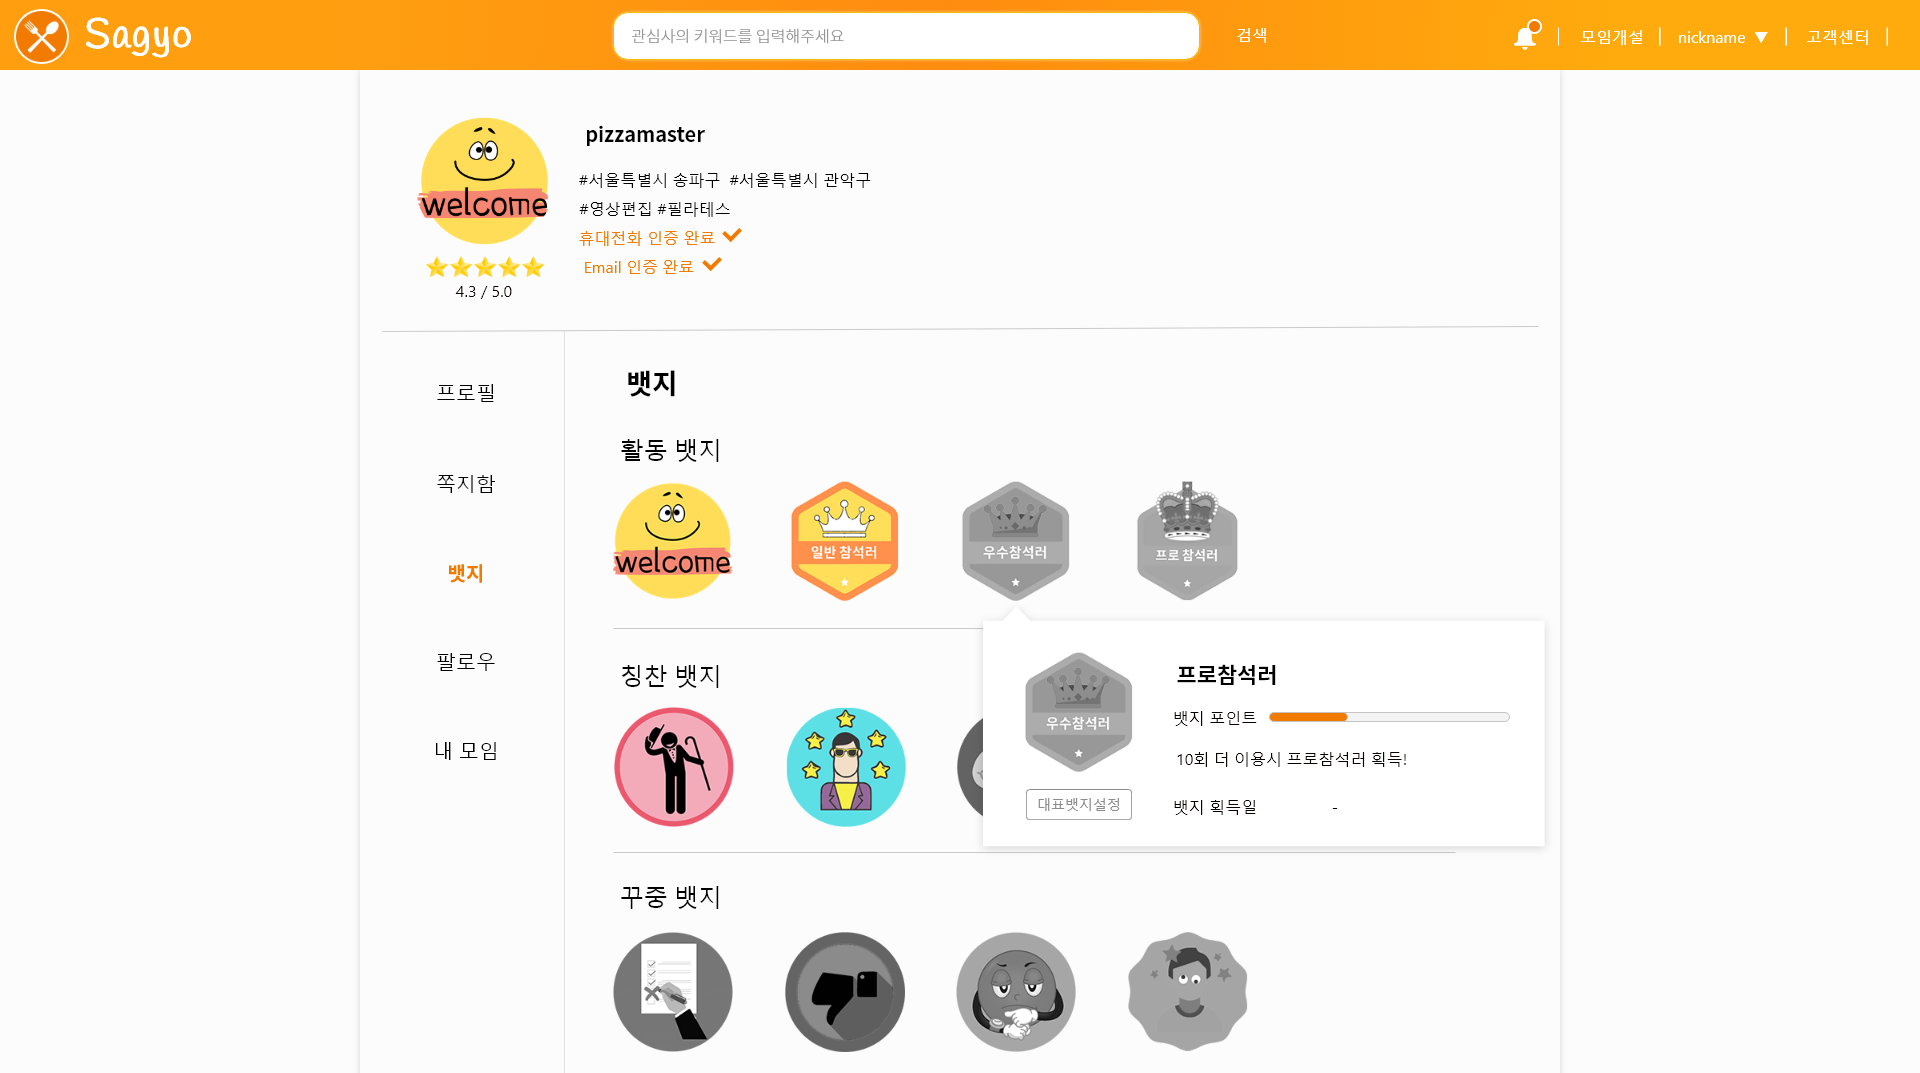 Sagyo
관심사의 키워드를 입력해주세요
검색
모임개설 | nickname ▼ | 고객센터 |
welcome
4.3 / 5.0
pizzamaster
#서울특별시 송파구 #서울특별시 관악구
#영상편집 #필라테스
휴대전화 인증 완료
Email 인증 완료
프로필
쪽지함
뱃지
팔로우
내 모임
뱃지
활동 뱃지
welcome
일반 참석러
우수참석러
프로 참석러
칭찬 뱃지
우수참석러
대표뱃지설정
프로참석러
뱃지 포인트
10회 더 이용시 프로참석러 획득!
뱃지 획득일 -
꾸중 뱃지